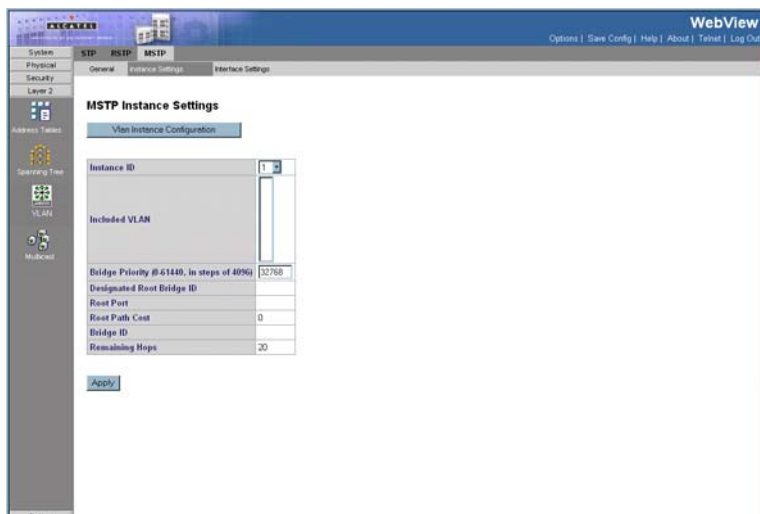 ALCATEL
WebView
Options | Save Config | Help | About | Telnet | Log Out
System
Physical
Security
Layer 2
Address Tables
Spanning Tree
VLAN
Multicast
STP RSTP MSTP
General Instance Settings Interface Settings
MSTP Instance Settings
Vlan Instance Configuration
Instance ID 1
Included VLAN
Bridge Priority (0-61440, in steps of 4096) 32768
Designated Root Bridge ID
Root Port
Root Path Cost 0
Bridge ID
Remaining Hops 20
Apply